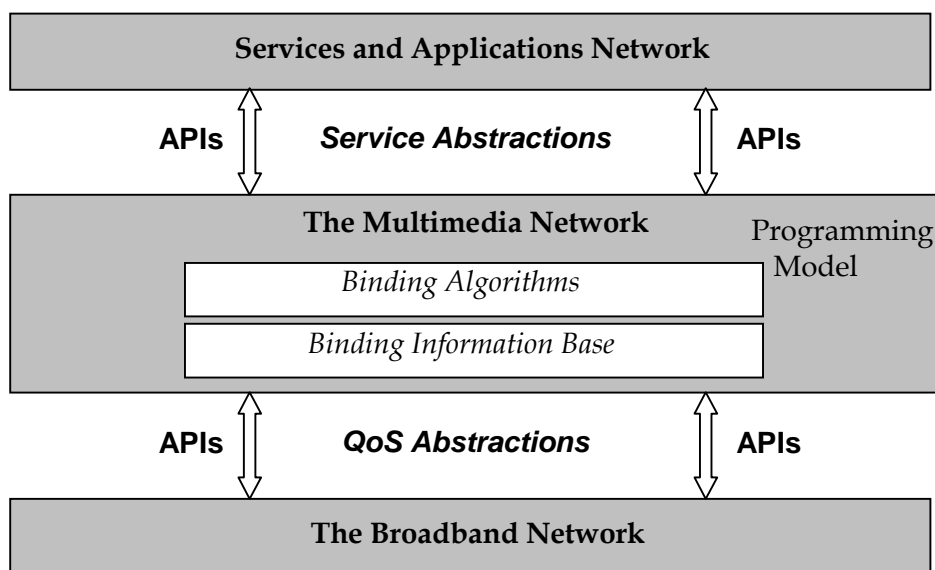 Services and Applications Network
APIs Service Abstractions APIs
The Multimedia Network
Programming
Model
Binding Algorithms
Binding Information Base
APIs QoS Abstractions APIs
The Broadband Network